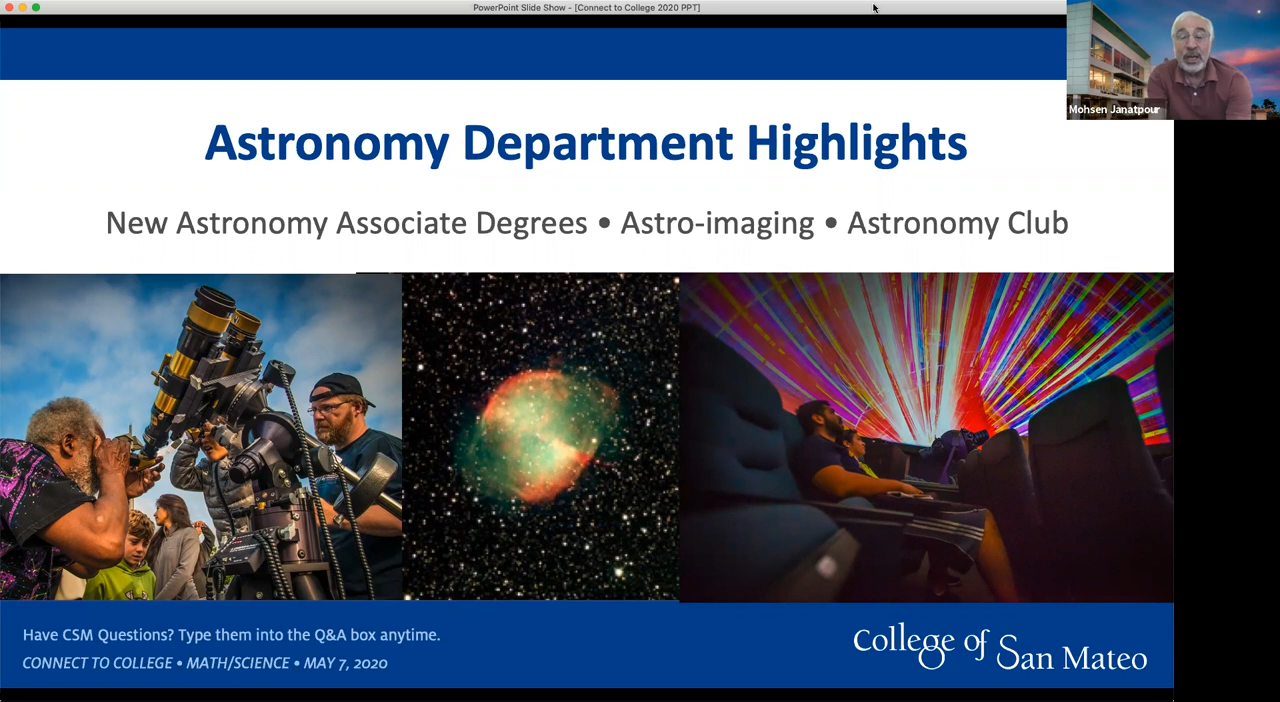 PowerPoint Slide Show - [Connect to College 2020 PPT]
Mohsen Janatpour
Astronomy Department Highlights
New Astronomy Associate Degrees • Astro-imaging • Astronomy Club
Have CSM Questions? Type them into the Q&A box anytime.
CONNECT TO COLLEGE • MATH/SCIENCE • MAY 7, 2020
College of
San Mateo